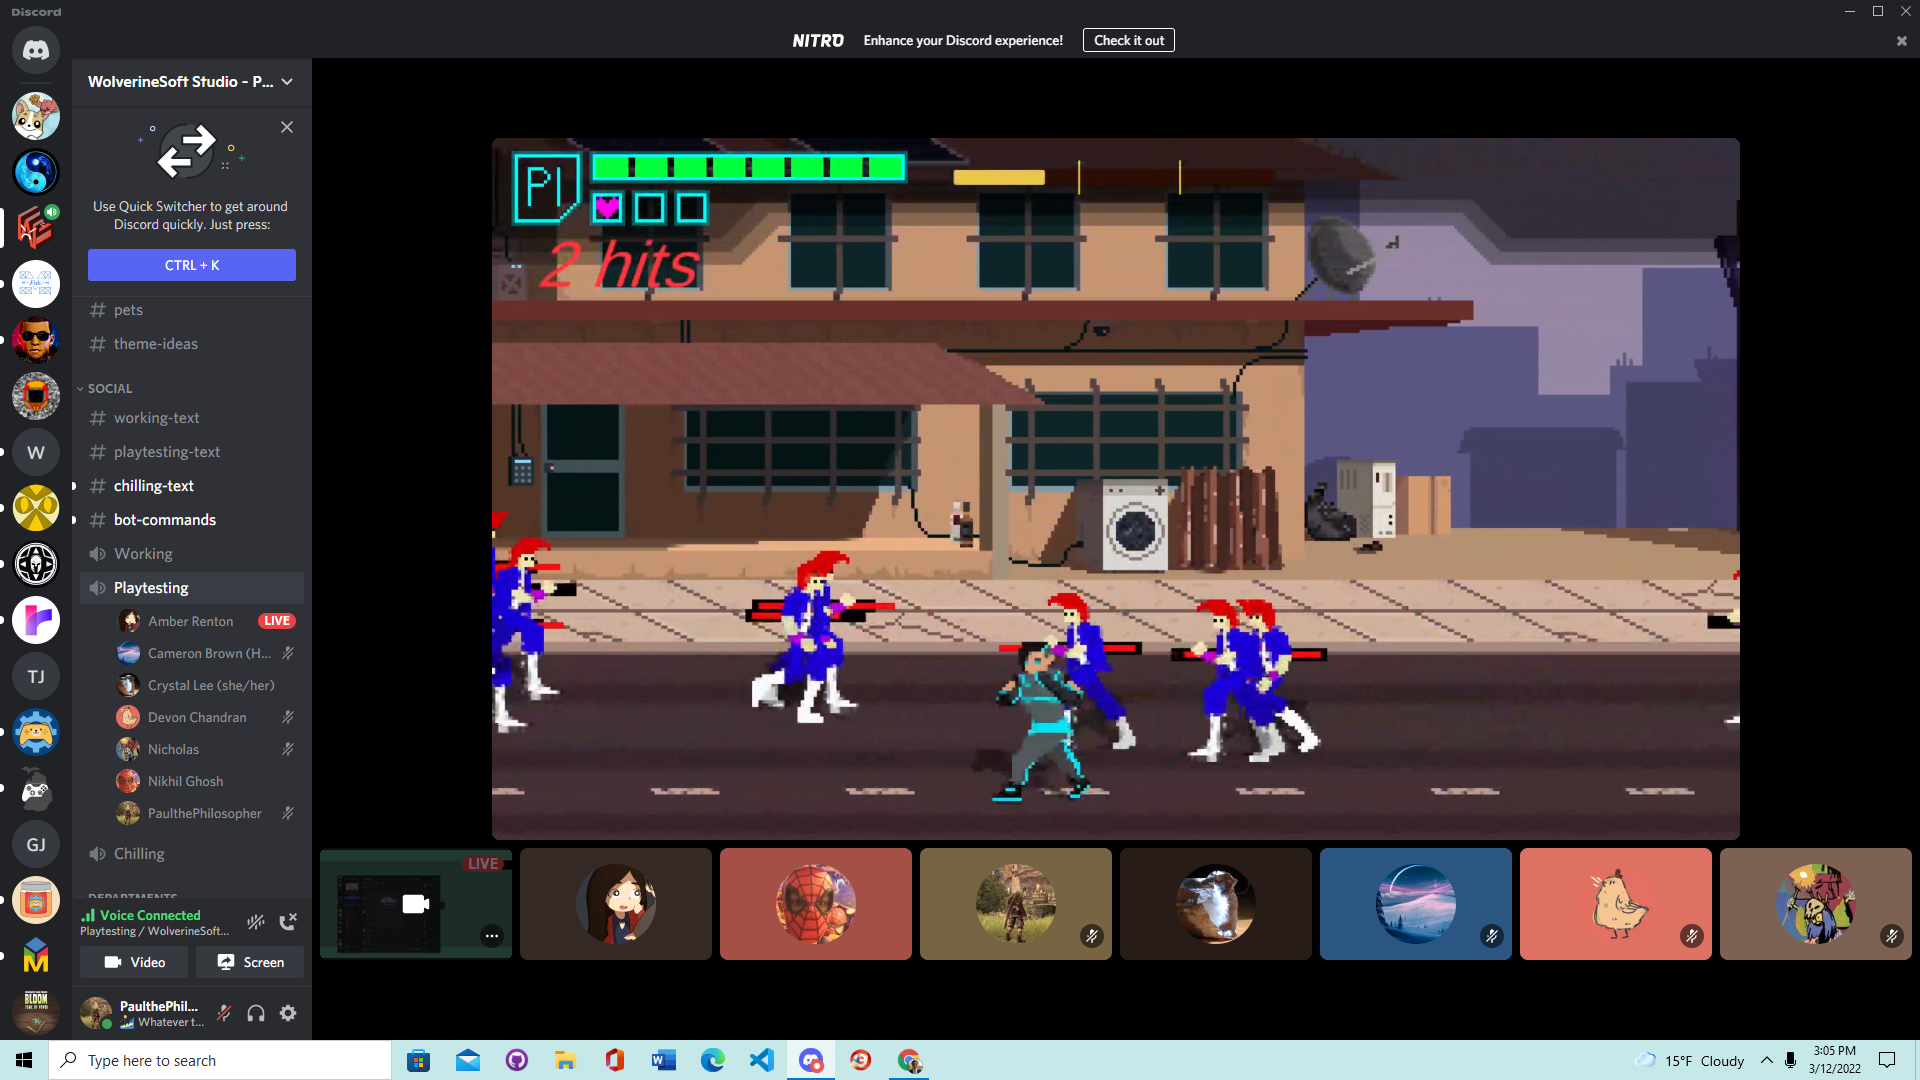 Discord
NITRO Enhance your Discord experience! Check it out
WolverineSoft Studio - P...
Use Quick Switcher to get around
Discord quickly. Just press:
CTRL + K
pets
theme-ideas
SOCIAL
working-text
playtesting-text
chilling-text
bot-commands
Working
Playtesting
Amber Renton LIVE
Cameron Brown (H...
Crystal Lee (she/her)
Devon Chandran
Nicholas
Nikhil Ghosh
PaulthePhilosopher
Chilling
DEPARTMENTS
Voice Connected
Playtesting / WolverineSoft...
Video Screen
PaulthePhil...
Whatever t...
W
TJ
GJ
M
BLOOM
P1
2 hits
LIVE
Type here to search
15°F Cloudy
3:05 PM
3/12/2022